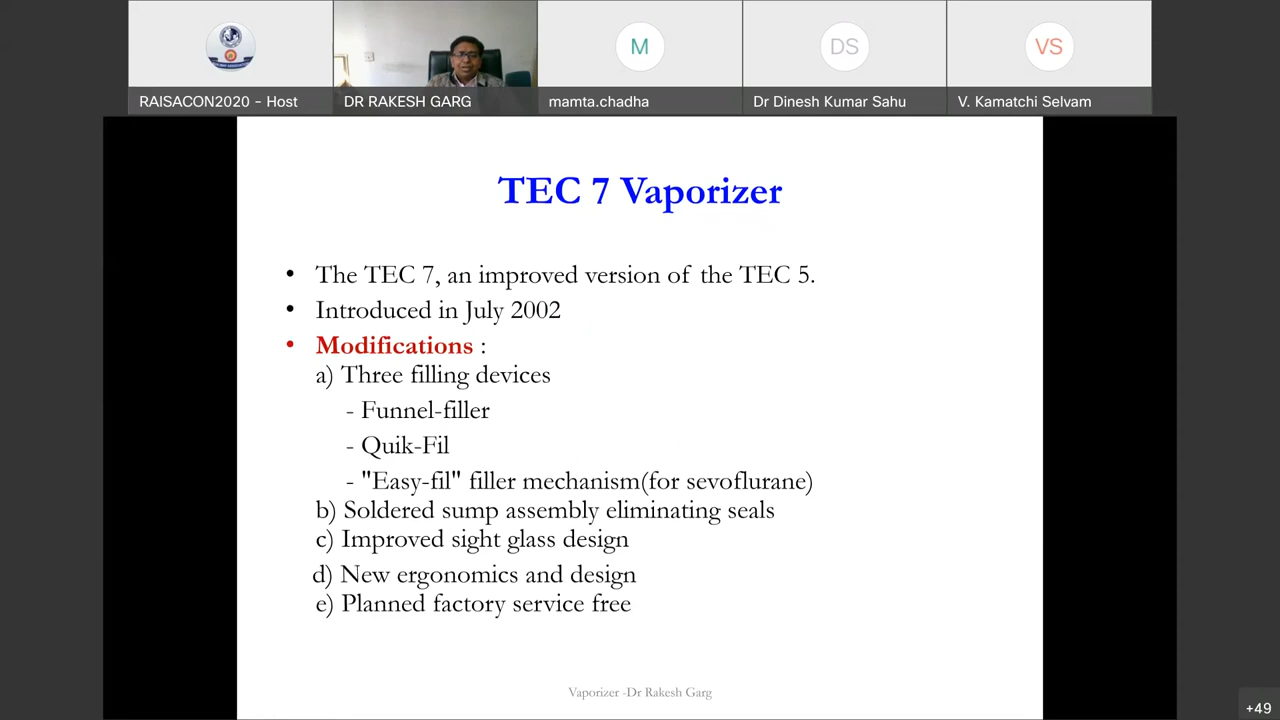 M
DS
VS
RAISACON2020 - Host
DR RAKESH GARG
mamta.chadha
Dr Dinesh Kumar Sahu
V. Kamatchi Selvam
TEC 7 Vaporizer
• The TEC 7, an improved version of the TEC 5.
• Introduced in July 2002
• Modifications :
a) Three filling devices
- Funnel-filler
- Quik-Fil
- "Easy-fil" filler mechanism(for sevoflurane)
b) Soldered sump assembly eliminating seals
c) Improved sight glass design
d) New ergonomics and design
e) Planned factory service free
Vaporizer -Dr Rakesh Garg
+49